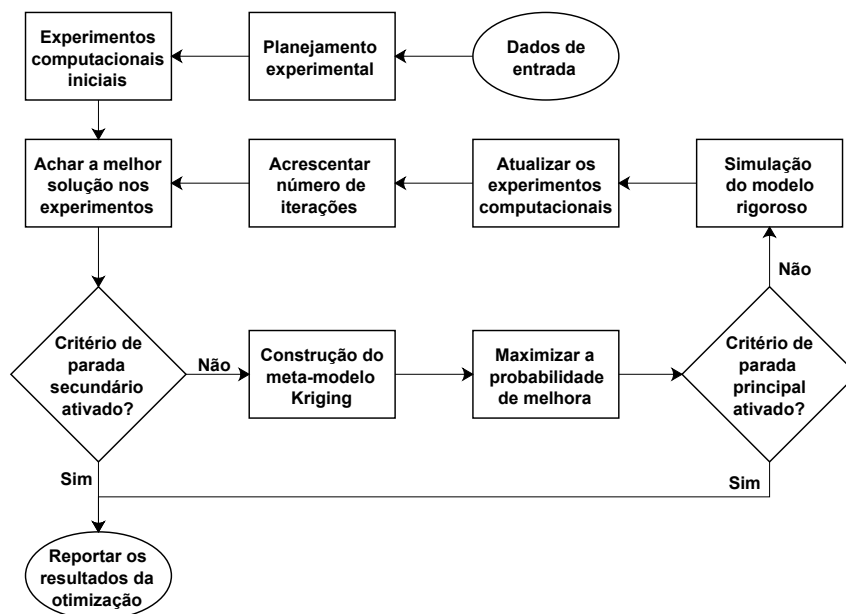 Experimentos
computacionais
iniciais
Planejamento
experimental
Dados de
entrada
Achar a melhor
solução nos
experimentos
Acrescentar
número de
iterações
Atualizar os
experimentos
computacionais
Simulação
do modelo
rigoroso
Não
Critério de
parada
secundário
ativado?
Não
Construção do
meta-modelo
Kriging
Maximizar a
probabilidade
de melhora
Critério de
parada
principal
ativado?
Sim
Sim
Reportar os
resultados da
otimização